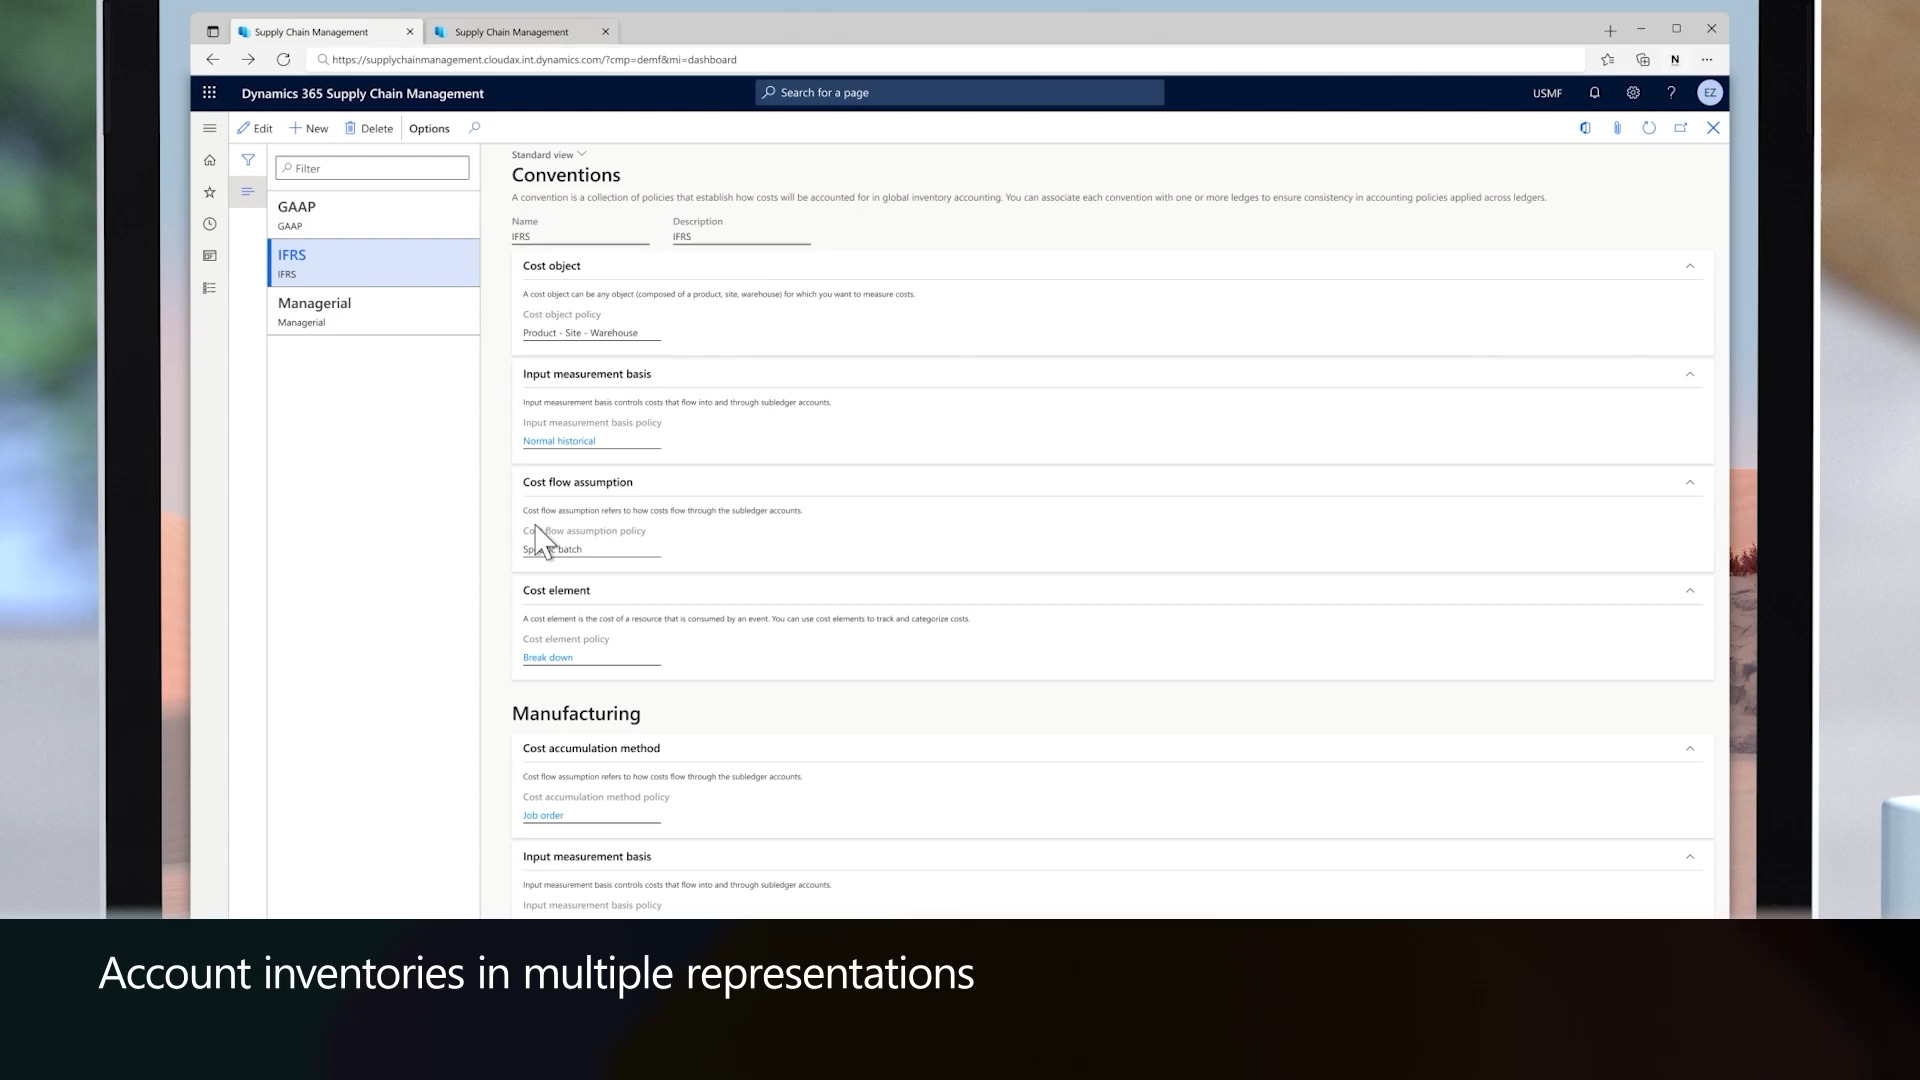 Supply Chain Management
Supply Chain Management
https://supplychainmanagement.cloudax.int.dynamics.com/?cmp=demf&mi=dashboard
N
Dynamics 365 Supply Chain Management
Search for a page
USMF
?
EZ
Edit
New
Delete
Options
Filter
GAAP
GAAP
IFRS
IFRS
Managerial
Managerial
Standard view
Conventions
A convention is a collection of policies that establish how costs will be accounted for in global inventory accounting. You can associate each convention with one or more ledgers to ensure consistency in accounting policies applied across ledgers.
Name
Description
IFRS
IFRS
Cost object
A cost object can be any object (composed of a product, site, warehouse) for which you want to measure costs.
Cost object policy
Product - Site - Warehouse
Input measurement basis
Input measurement basis controls costs that flow into and through subledger accounts.
Input measurement basis policy
Normal historical
Cost flow assumption
Cost flow assumption refers to how costs flow through the subledger accounts.
flow assumption policy
batch
Cost element
A cost element is the cost of a resource that is consumed by an event. You can use cost elements to track and categorize costs.
Cost element policy
Break down
Manufacturing
Cost accumulation method
Cost flow assumption refers to how costs flow through the subledger accounts.
Cost accumulation method policy
Job order
Input measurement basis
Input measurement basis controls costs that flow into and through subledger accounts.
Input measurement basis policy
Account inventories in multiple representations